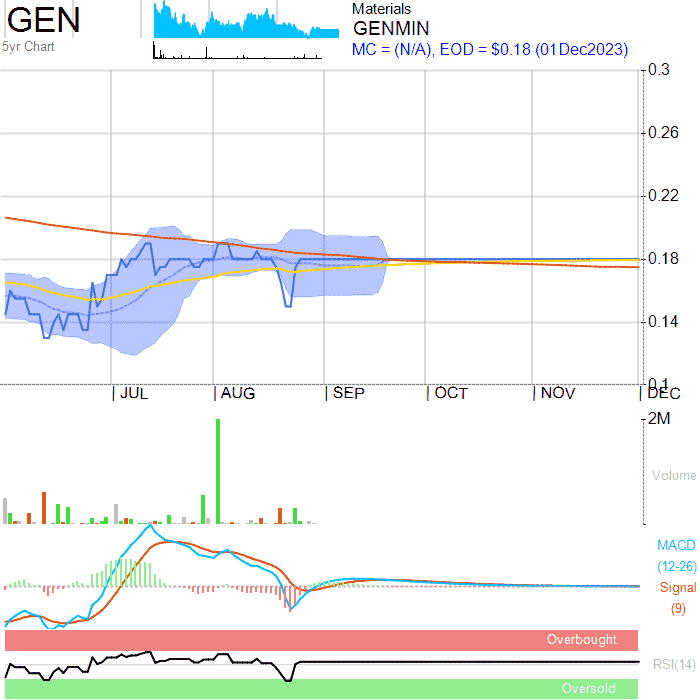 GEN
5yr Chart
Materials
GENMIN
MC = (N/A), EOD = $0.18 (01Dec2023)
0.3
0.26
0.22
0.18
0.14
0.1
JUL AUG SEP OCT NOV DEC
2M
Volume
MACD
(12-26)
Signal
(9)
Overbought
RSI(14)
Oversold